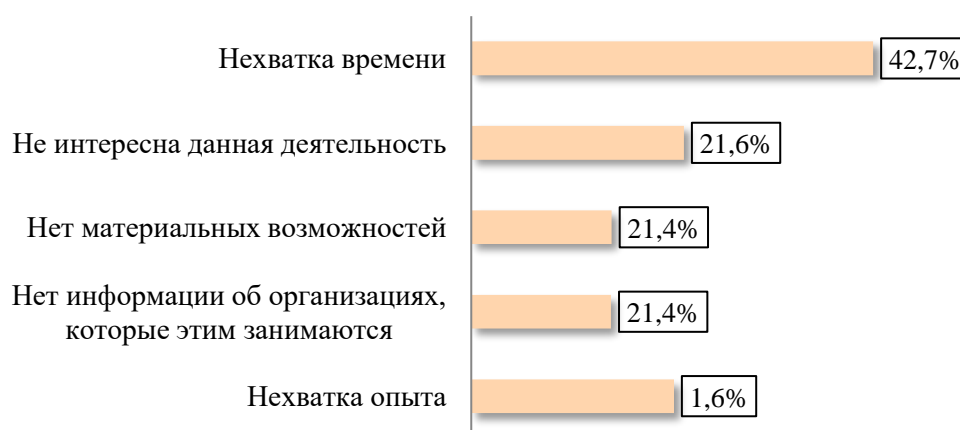 Нехватка времени
42,7%
Не интересна данная деятельность
21,6%
Нет материальных возможностей
21,4%
Нет информации об организациях,
которые этим занимаются
21,4%
Нехватка опыта
1,6%